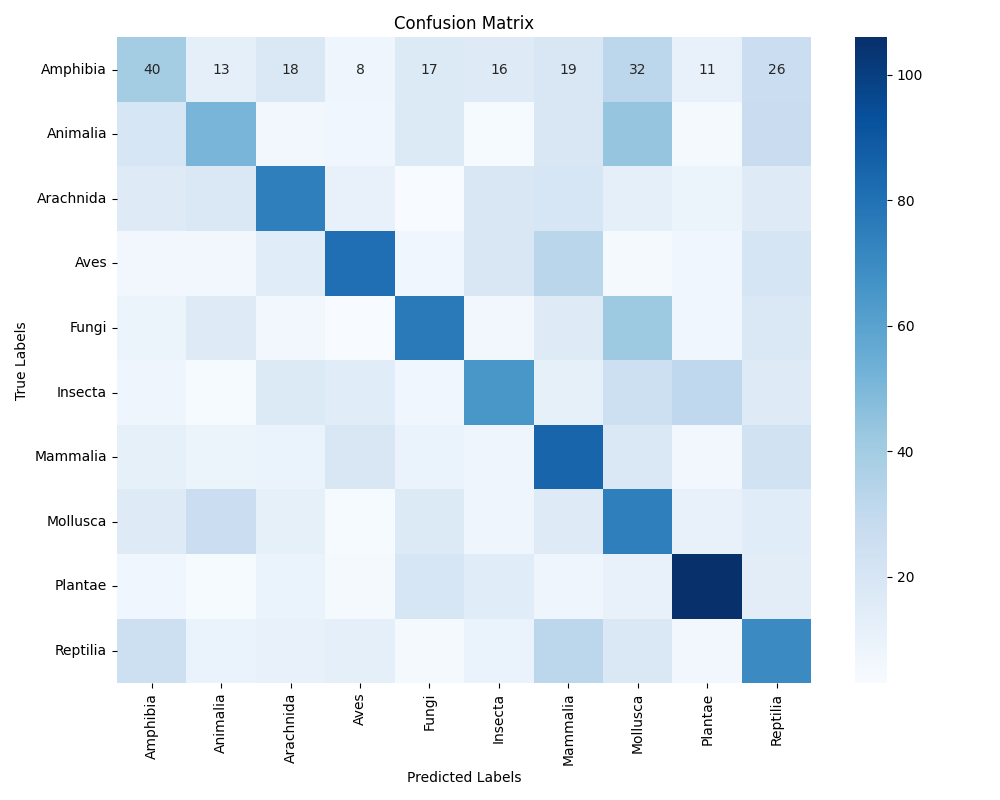 Confusion Matrix
True Labels
Amphibia 40 13 18 8 17 16 19 32 11 26
Animalia
Arachnida
Aves
Fungi
Insecta
Mammalia
Mollusca
Plantae
Reptilia
Amphibia Animalia Arachnida Aves Fungi Insecta Mammalia Mollusca Plantae Reptilia
Predicted Labels
100
80
60
40
20